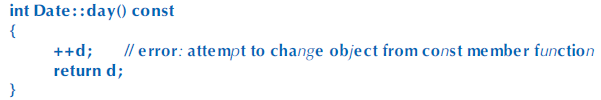 int Date::day() const
{
++d; // error: attempt to change object from const member function
return d;
}